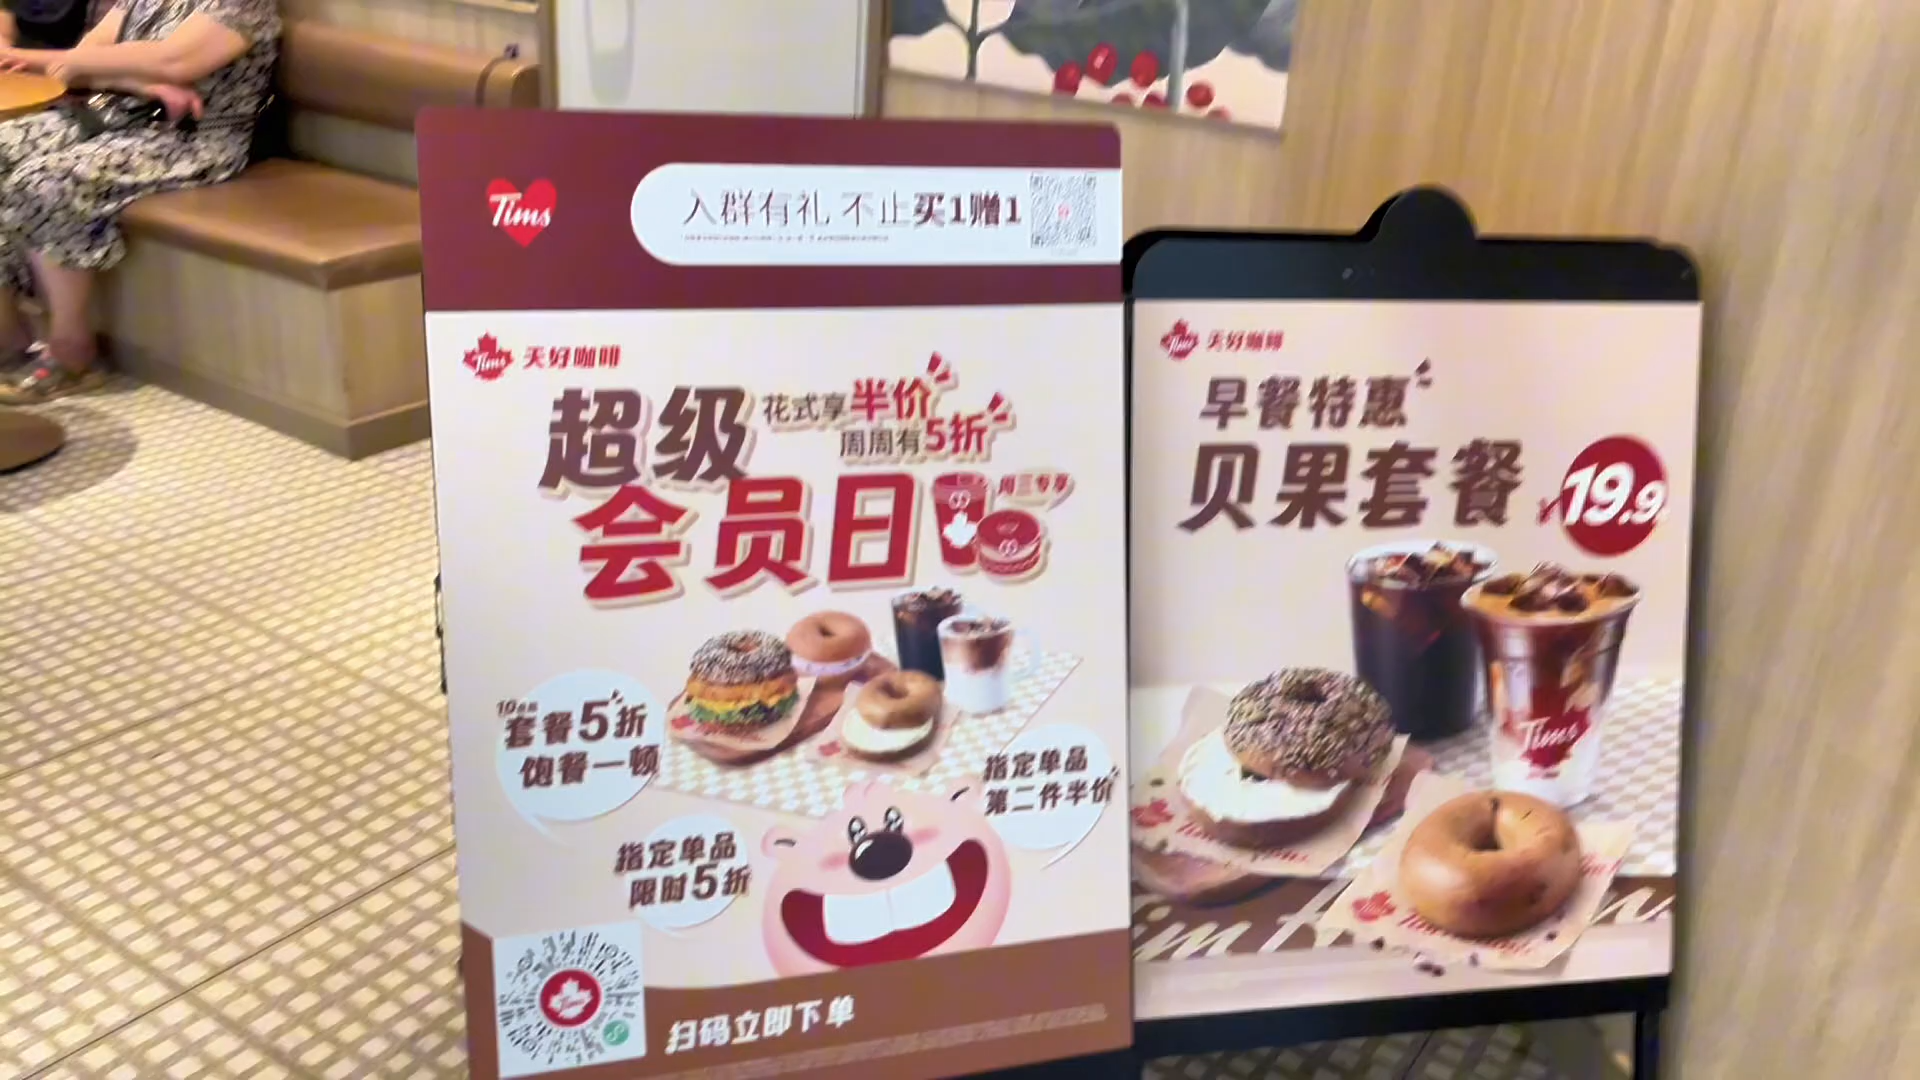 Tims
入群有礼 不止买1赠1
Tims 天好咖啡
超级
花式享半价
周周有5折
会员日
周三专享
套餐5折
饱餐一顿
指定单品
第二件半价
指定单品
限时5折
Tims
扫码立即下单
Tims 天好咖啡
早餐特惠
贝果套餐
¥19.9
Tims